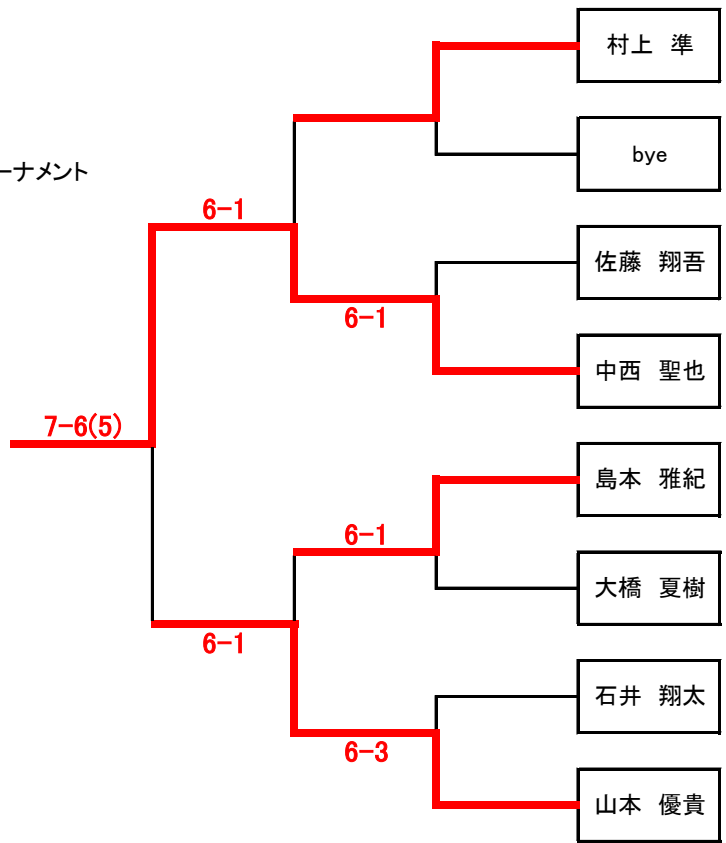 村上　準
bye
ーナメント
6-1
佐藤　翔吾
6-1
中西　聖也
7-6(5)
島本　雅紀
6-1
大橋　夏樹
6-1
石井　翔太
6-3
山本　優貴